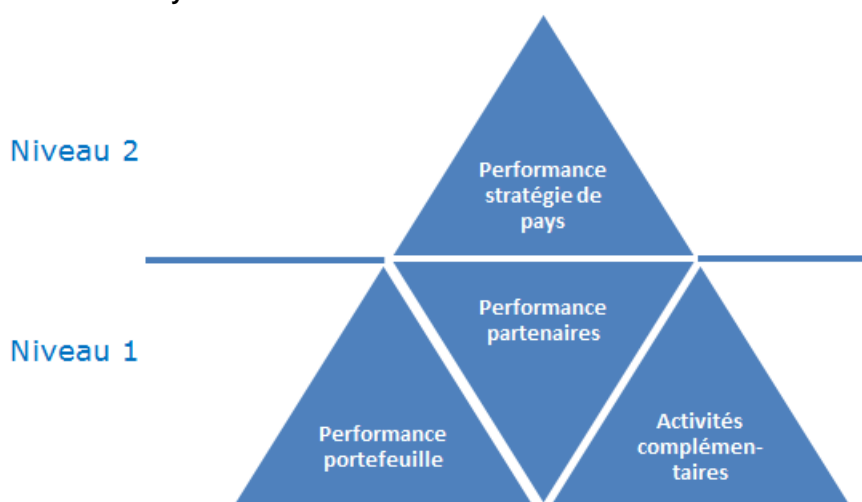 Niveau 2
Performance
stratégie de
pays
Performance
partenaires
Niveau 1
Performance
portefeuille
Activités
complémen-
taires